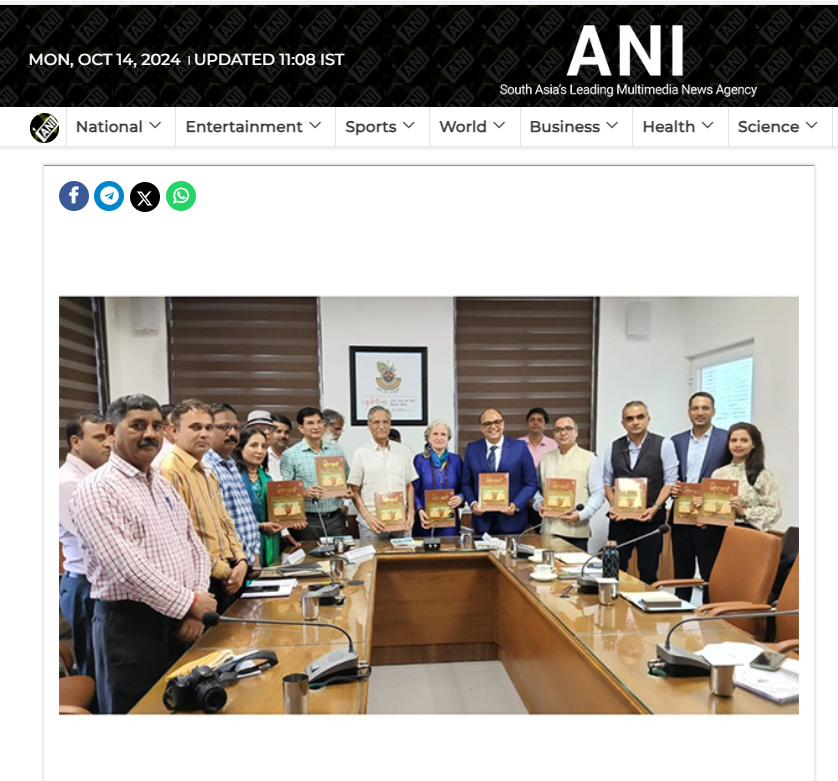 MON, OCT 14, 2024 | UPDATED 11:08 IST
ANI
South Asia's Leading Multimedia News Agency
ANI
National
Entertainment
Sports
World
Business
Health
Science